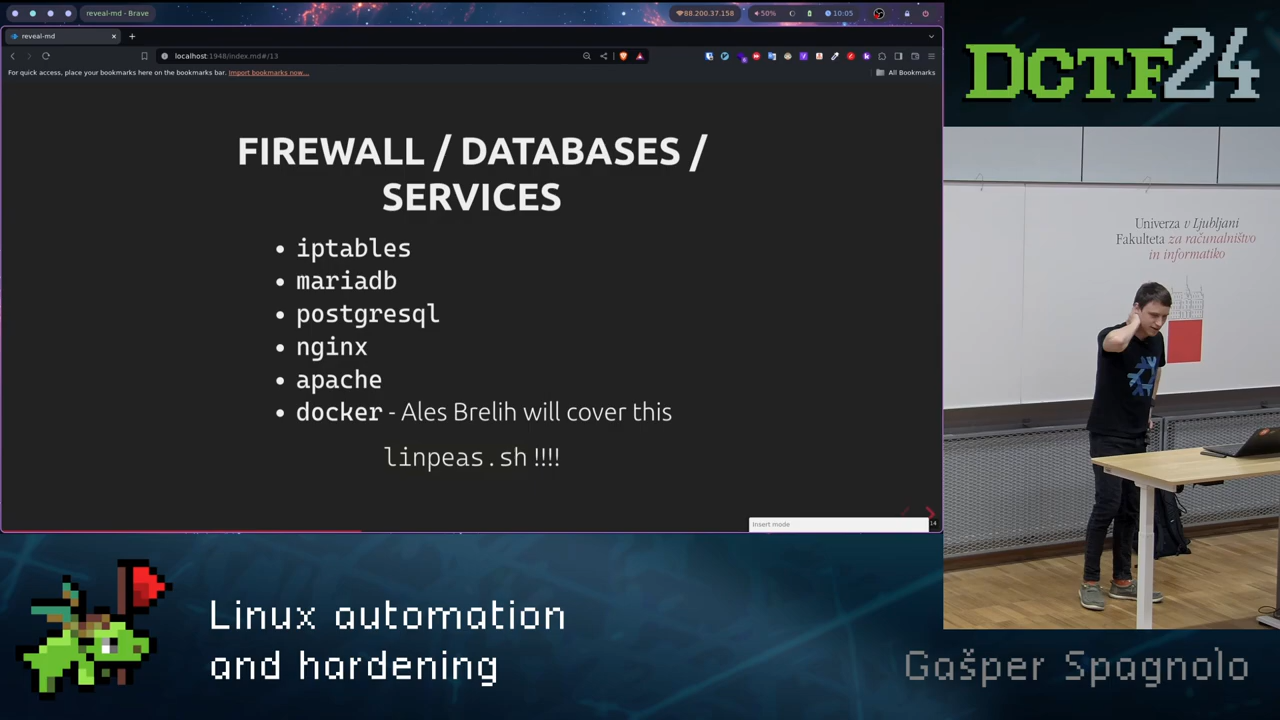 reveal-md - Brave
88.200.37.158
50%
10:05
reveal-md
localhost:1948/index.md#/13
For quick access, place your bookmarks here on the bookmarks bar. Import bookmarks now...
All Bookmarks
FIREWALL / DATABASES /
SERVICES
iptables
mariadb
postgresql
nginx
apache
docker - Ales Brelih will cover this
linpeas.sh !!!!
Insert mode
14
DCTF24
Univerza v Ljubljani
Fakulteta za računalništvo
in informatiko
Linux automation
and hardening
Gašper Spagnolo